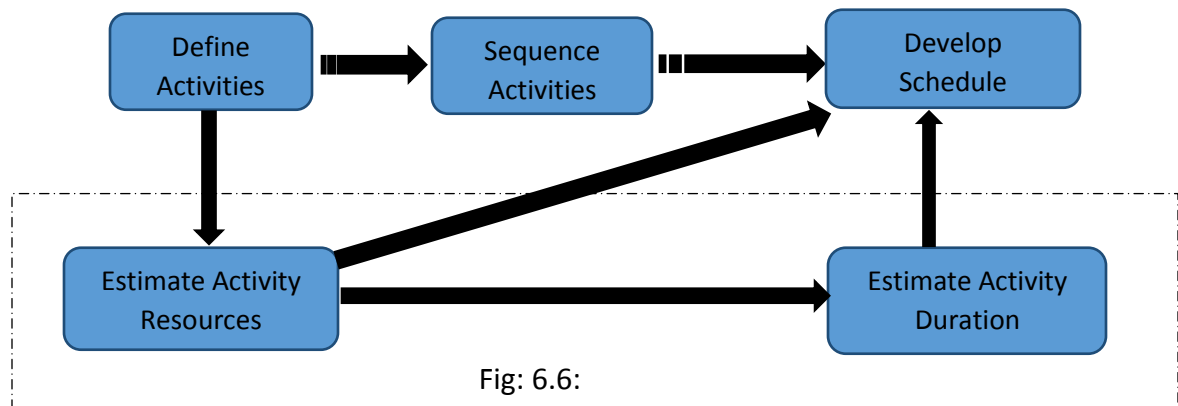 Define
Activities
Sequence
Activities
Develop
Schedule
Estimate Activity
Resources
Estimate Activity
Duration
Fig: 6.6: